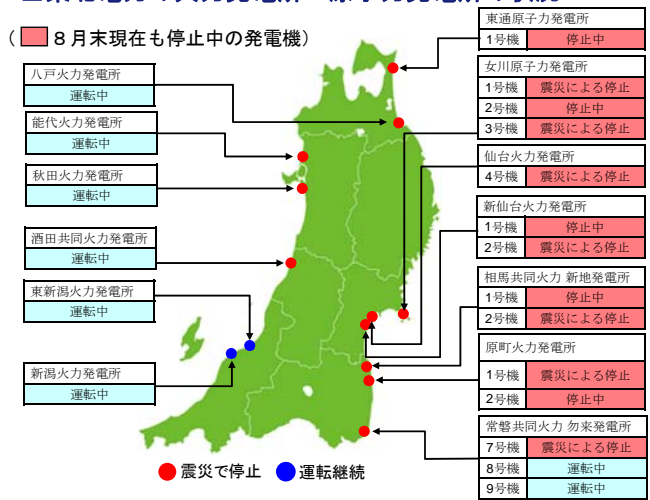 (　8月末現在も停止中の発電機)
八戸火力発電所
運転中
能代火力発電所
運転中
秋田火力発電所
運転中
酒田共同火力発電所
運転中
東新潟火力発電所
運転中
新潟火力発電所
運転中
東通原子力発電所
1号機 停止中
女川原子力発電所
1号機 震災による停止
2号機 停止中
3号機 震災による停止
仙台火力発電所
4号機 震災による停止
新仙台火力発電所
1号機 停止中
2号機 震災による停止
相馬共同火力 新地発電所
1号機 停止中
2号機 震災による停止
原町火力発電所
1号機 震災による停止
2号機 停止中
常磐共同火力 勿来発電所
7号機 震災による停止
8号機 運転中
9号機 運転中
震災で停止 運転継続